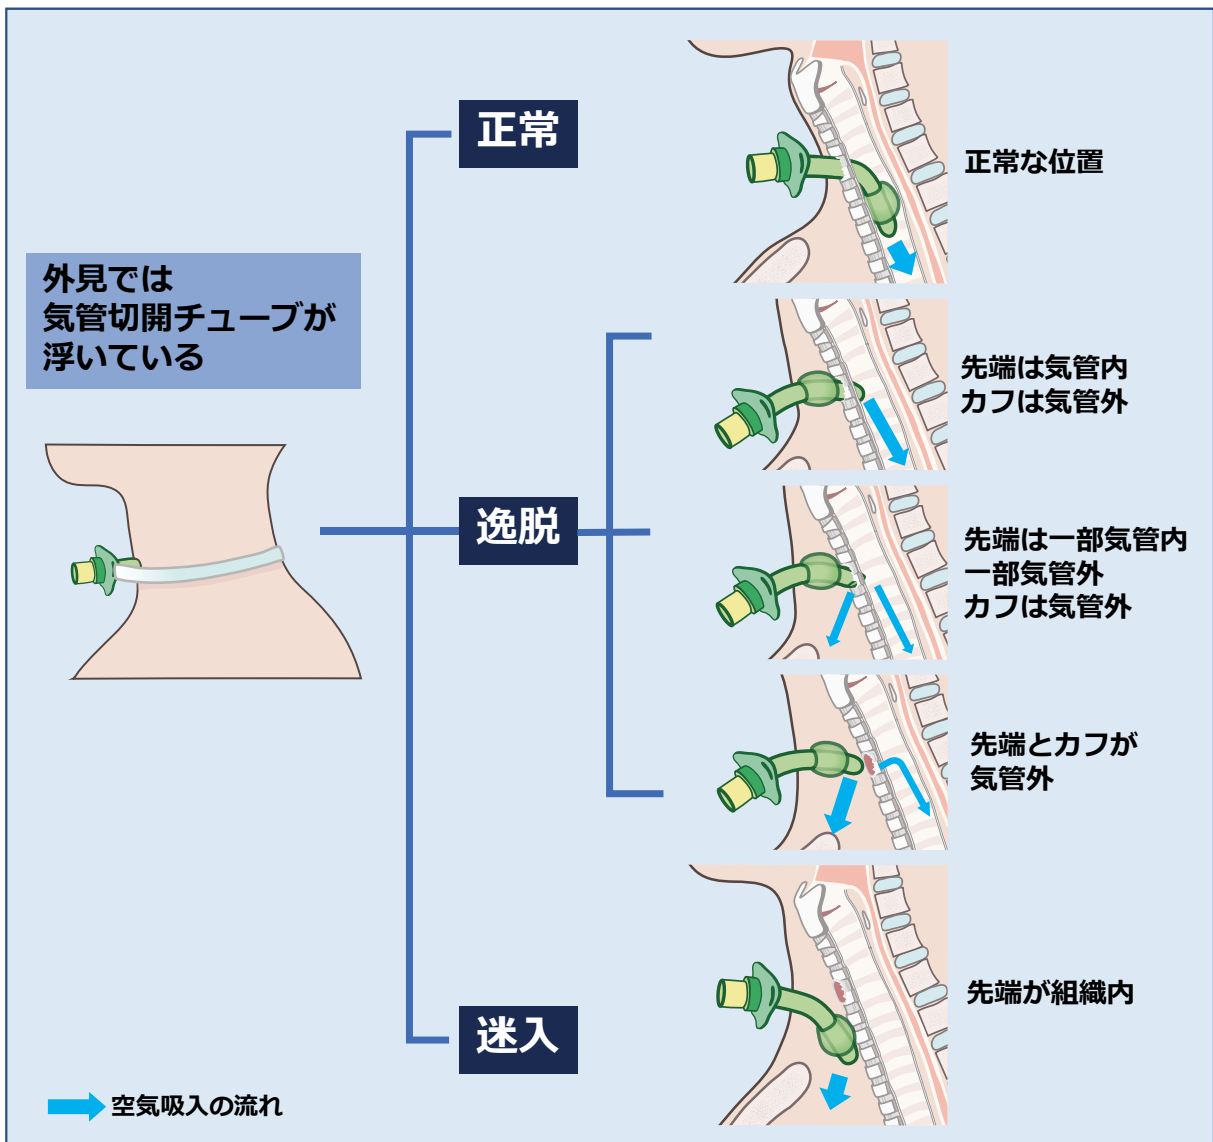 正常
正常な位置
外見では
気管切開チューブが
浮いている
先端は気管内
カフは気管外
逸脱
先端は一部気管内
一部気管外
カフは気管外
先端とカフが
気管外
先端が組織内
迷入
空気吸入の流れ